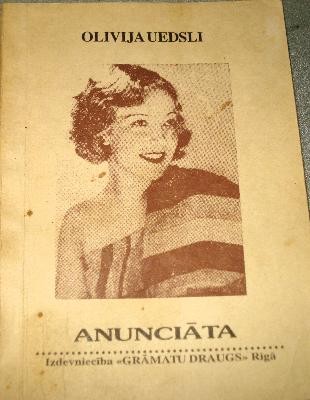 OLIVIJA UEDSLI
ANUNCIĀTA
Izdevniecība «GRĀMATU DRAUGS» Rīgā